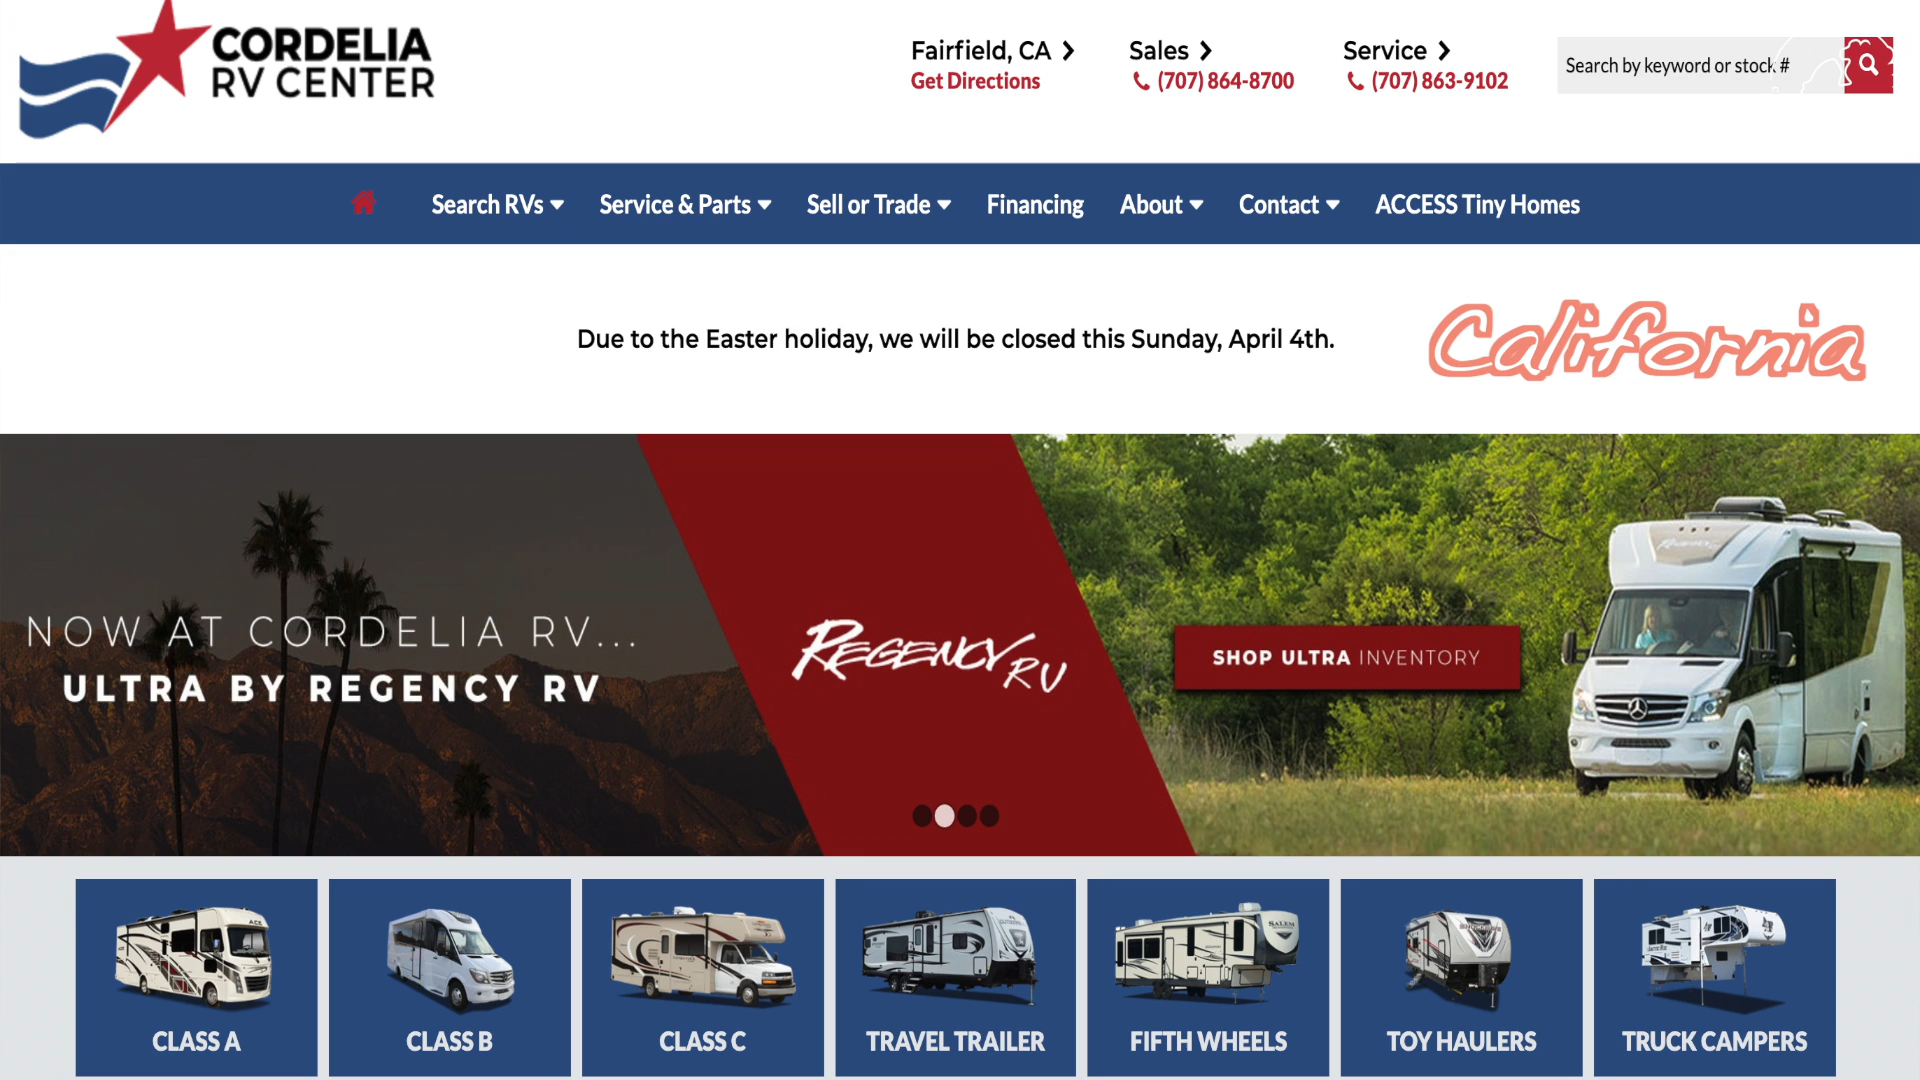 CORDELIA
RV CENTER
Fairfield, CA
Get Directions
Sales
(707) 864-8700
Service
(707) 863-9102
Search by keyword or stock #
Search RVs
Service & Parts
Sell or Trade
Financing
About
Contact
ACCESS Tiny Homes
Due to the Easter holiday, we will be closed this Sunday, April 4th.
California
NOW AT CORDELIA RV...
ULTRA BY REGENCY RV
REGENCY RV
SHOP ULTRA INVENTORY
REGENCY
ACE
SALEM
CLASS A
CLASS B
CLASS C
TRAVEL TRAILER
FIFTH WHEELS
TOY HAULERS
TRUCK CAMPERS